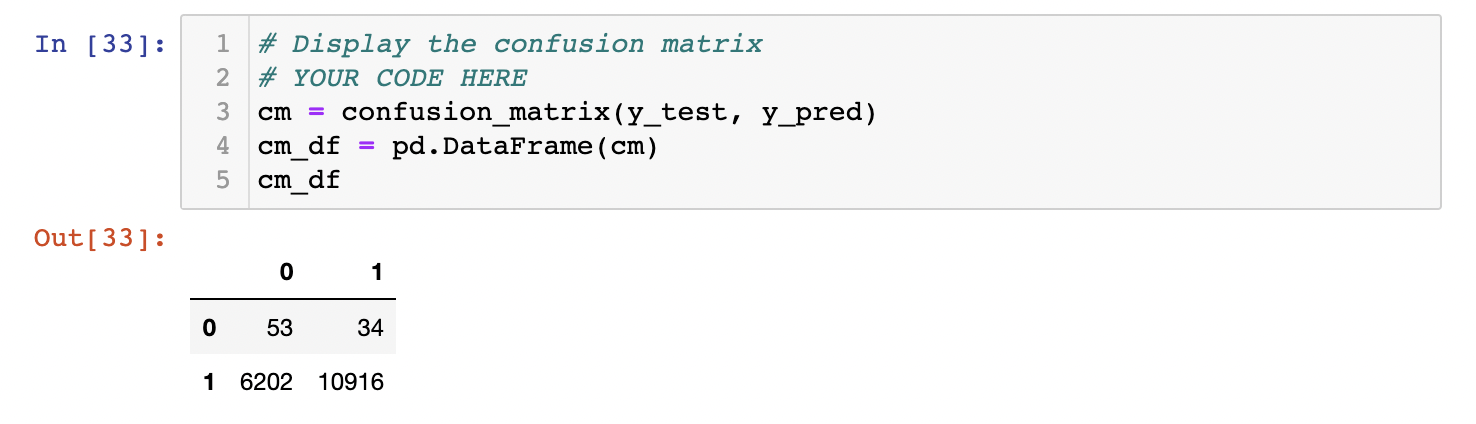 In [33]:
1 # Display the confusion matrix
2 # YOUR CODE HERE
3 cm = confusion_matrix(y_test, y_pred)
4 cm_df = pd.DataFrame(cm)
5 cm_df
Out[33]:
0 1
0 53 34
1 6202 10916